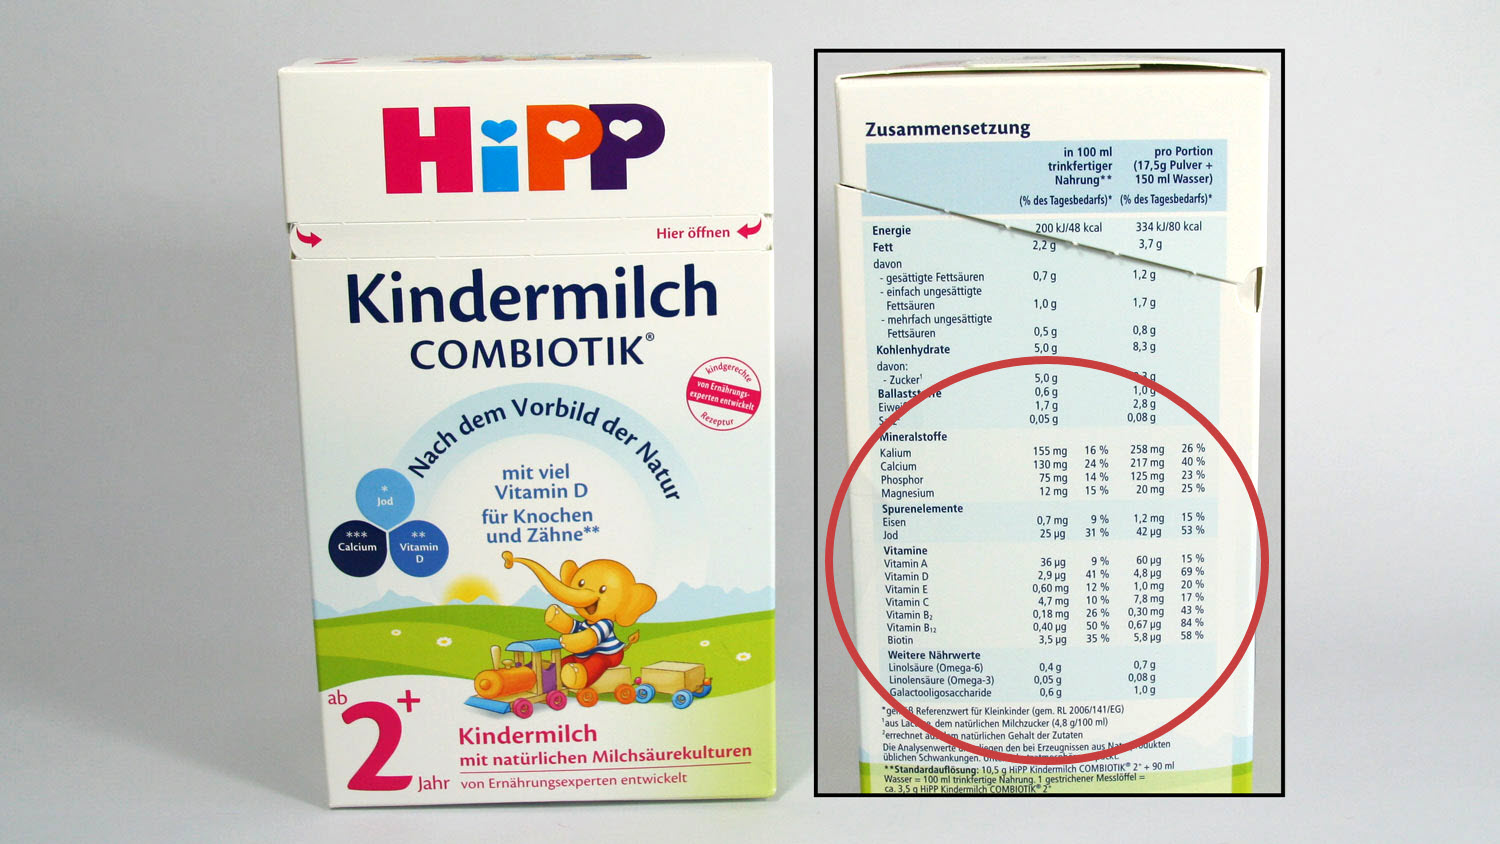 HiPP
Hier öffnen
Kindermilch
COMBIOTIK®
kindgerechte
von Ernährungs-
experten entwickelt
Rezeptur
Nach dem Vorbild der Natur
mit viel
Vitamin D
für Knochen
und Zähne**
*
Jod
***
Calcium
**
Vitamin
D
ab
2+
Jahr
Kindermilch
mit natürlichen Milchsäurekulturen
von Ernährungsexperten entwickelt
Zusammensetzung
in 100 ml pro Portion
trinkfertiger (17,5g Pulver +
Nahrung** 150 ml Wasser)
(% des Tagesbedarfs)* (% des Tagesbedarfs)*
Energie 200 kJ/48 kcal 334 kJ/80 kcal
Fett 2,2 g 3,7 g
davon
- gesättigte Fettsäuren 0,7 g 1,2 g
- einfach ungesättigte
Fettsäuren 1,0 g 1,7 g
- mehrfach ungesättigte
Fettsäuren 0,5 g 0,8 g
Kohlenhydrate 5,0 g 8,3 g
davon:
- Zucker¹ 5,0 g
Ballaststoffe 0,6 g 1,0 g
1,7 g 2,8 g
0,05 g 0,08 g
Mineralstoffe
Kalium 155 mg 16 % 258 mg 26 %
Calcium 130 mg 24 % 217 mg 40 %
Phosphor 75 mg 14 % 125 mg 23 %
Magnesium 12 mg 15 % 20 mg 25 %
Spurenelemente
Eisen 0,7 mg 9 % 1,2 mg 15 %
Jod 25 µg 31 % 42 µg 53 %
Vitamine
Vitamin A 36 µg 9 % 60 µg 15 %
Vitamin D 2,9 µg 41 % 4,8 µg 69 %
Vitamin E 0,60 mg 12 % 1,0 mg 20 %
Vitamin C 4,7 mg 10 % 7,8 mg 17 %
Vitamin B₂ 0,18 mg 26 % 0,30 mg 43 %
Vitamin B₁₂ 0,40 µg 50 % 0,67 µg 84 %
Biotin 3,5 µg 35 % 5,8 µg 58 %
Weitere Nährwerte
Linolsäure (Omega-6) 0,4 g 0,7 g
Linolensäure (Omega-3) 0,05 g 0,08 g
Galactooligosaccharide 0,6 g 1,0 g
Referenzwert für Kleinkinder (gem. RL 2006/141/EG)
¹aus dem natürlichen Milchzucker (4,8 g/100 ml)
²errechnet aus dem natürlichen Gehalt der Zutaten
Die Analysenwerte den bei Erzeugnissen aus
üblichen Schwankungen.
**Standardauflösung: 10,5 g HiPP Kindermilch COMBIOTIK® 2+ + 90 ml
Wasser = 100 ml trinkfertige Nahrung. 1 gestrichener Messlöffel =
ca. 3,5 g HiPP Kindermilch COMBIOTIK® 2+